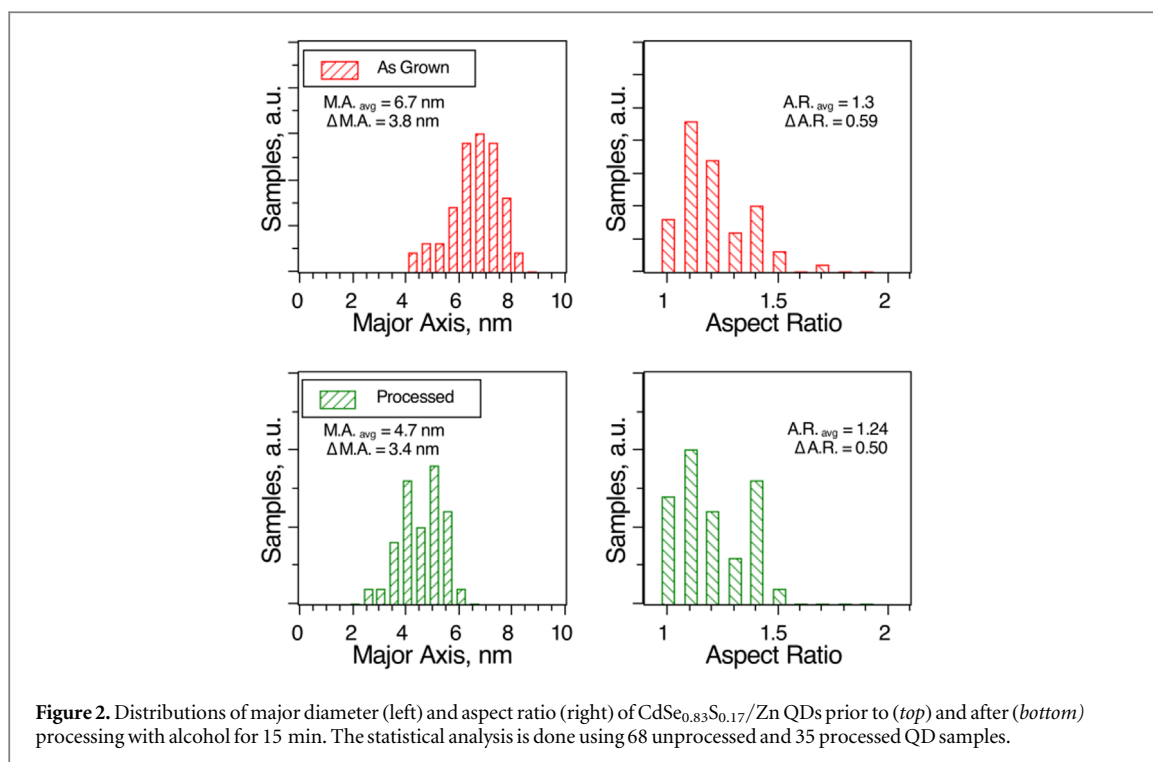 As Grown
M.A. avg = 6.7 nm
Δ M.A. = 3.8 nm
Samples, a.u.
0 2 4 6 8 10
Major Axis, nm
A.R. avg = 1.3
Δ A.R. = 0.59
Samples, a.u.
1 1.5 2
Aspect Ratio
Processed
M.A. avg = 4.7 nm
Δ M.A. = 3.4 nm
Samples, a.u.
0 2 4 6 8 10
Major Axis, nm
A.R. avg = 1.24
Δ A.R. = 0.50
Samples, a.u.
1 1.5 2
Aspect Ratio
Figure 2. Distributions of major diameter (left) and aspect ratio (right) of CdSe0.83S0.17/Zn QDs prior to (top) and after (bottom)
processing with alcohol for 15 min. The statistical analysis is done using 68 unprocessed and 35 processed QD samples.